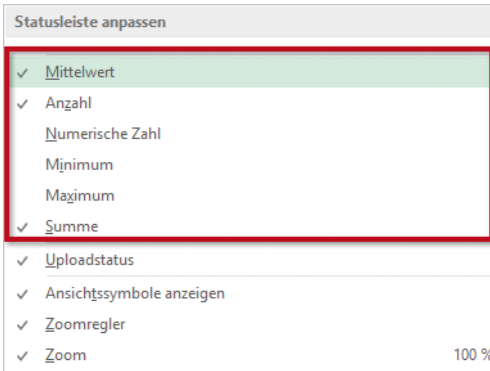 Statusleiste anpassen
Mittelwert
Anzahl
Numerische Zahl
Minimum
Maximum
Summe
Uploadstatus
Ansichtssymbole anzeigen
Zoomregler
Zoom 100 %